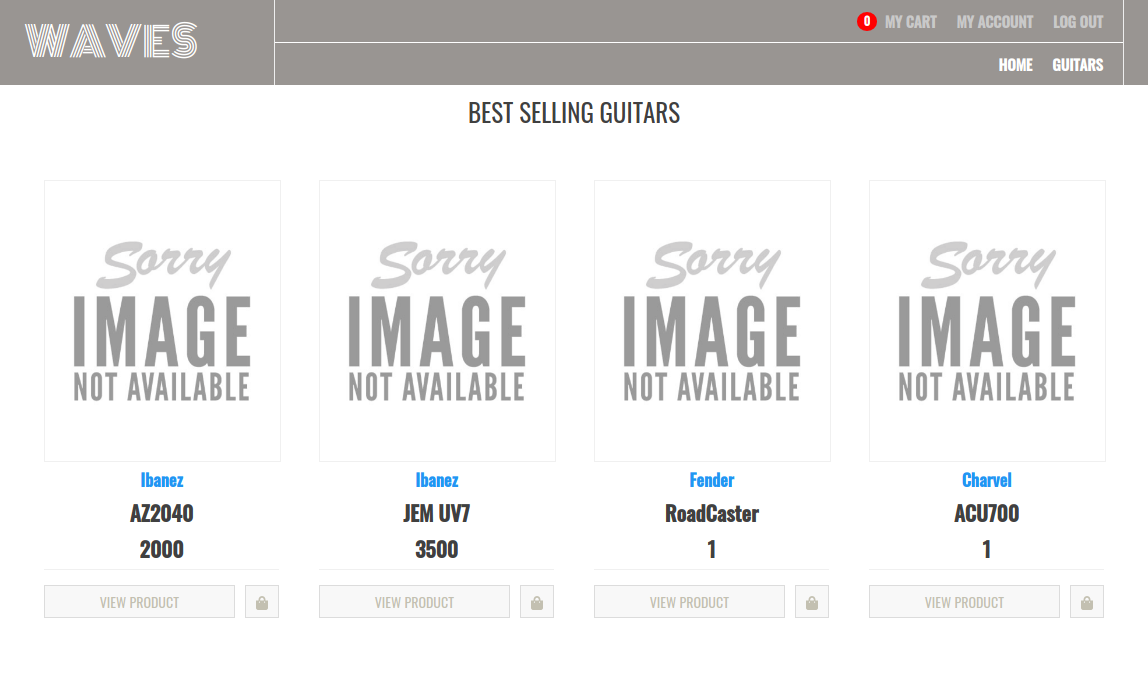 WAVES
0 MY CART MY ACCOUNT LOG OUT
HOME GUITARS
BEST SELLING GUITARS
Sorry
IMAGE
NOT AVAILABLE
Ibanez
AZ2040
2000
VIEW PRODUCT
Sorry
IMAGE
NOT AVAILABLE
Ibanez
JEM UV7
3500
VIEW PRODUCT
Sorry
IMAGE
NOT AVAILABLE
Fender
RoadCaster
1
VIEW PRODUCT
Sorry
IMAGE
NOT AVAILABLE
Charvel
ACU700
1
VIEW PRODUCT